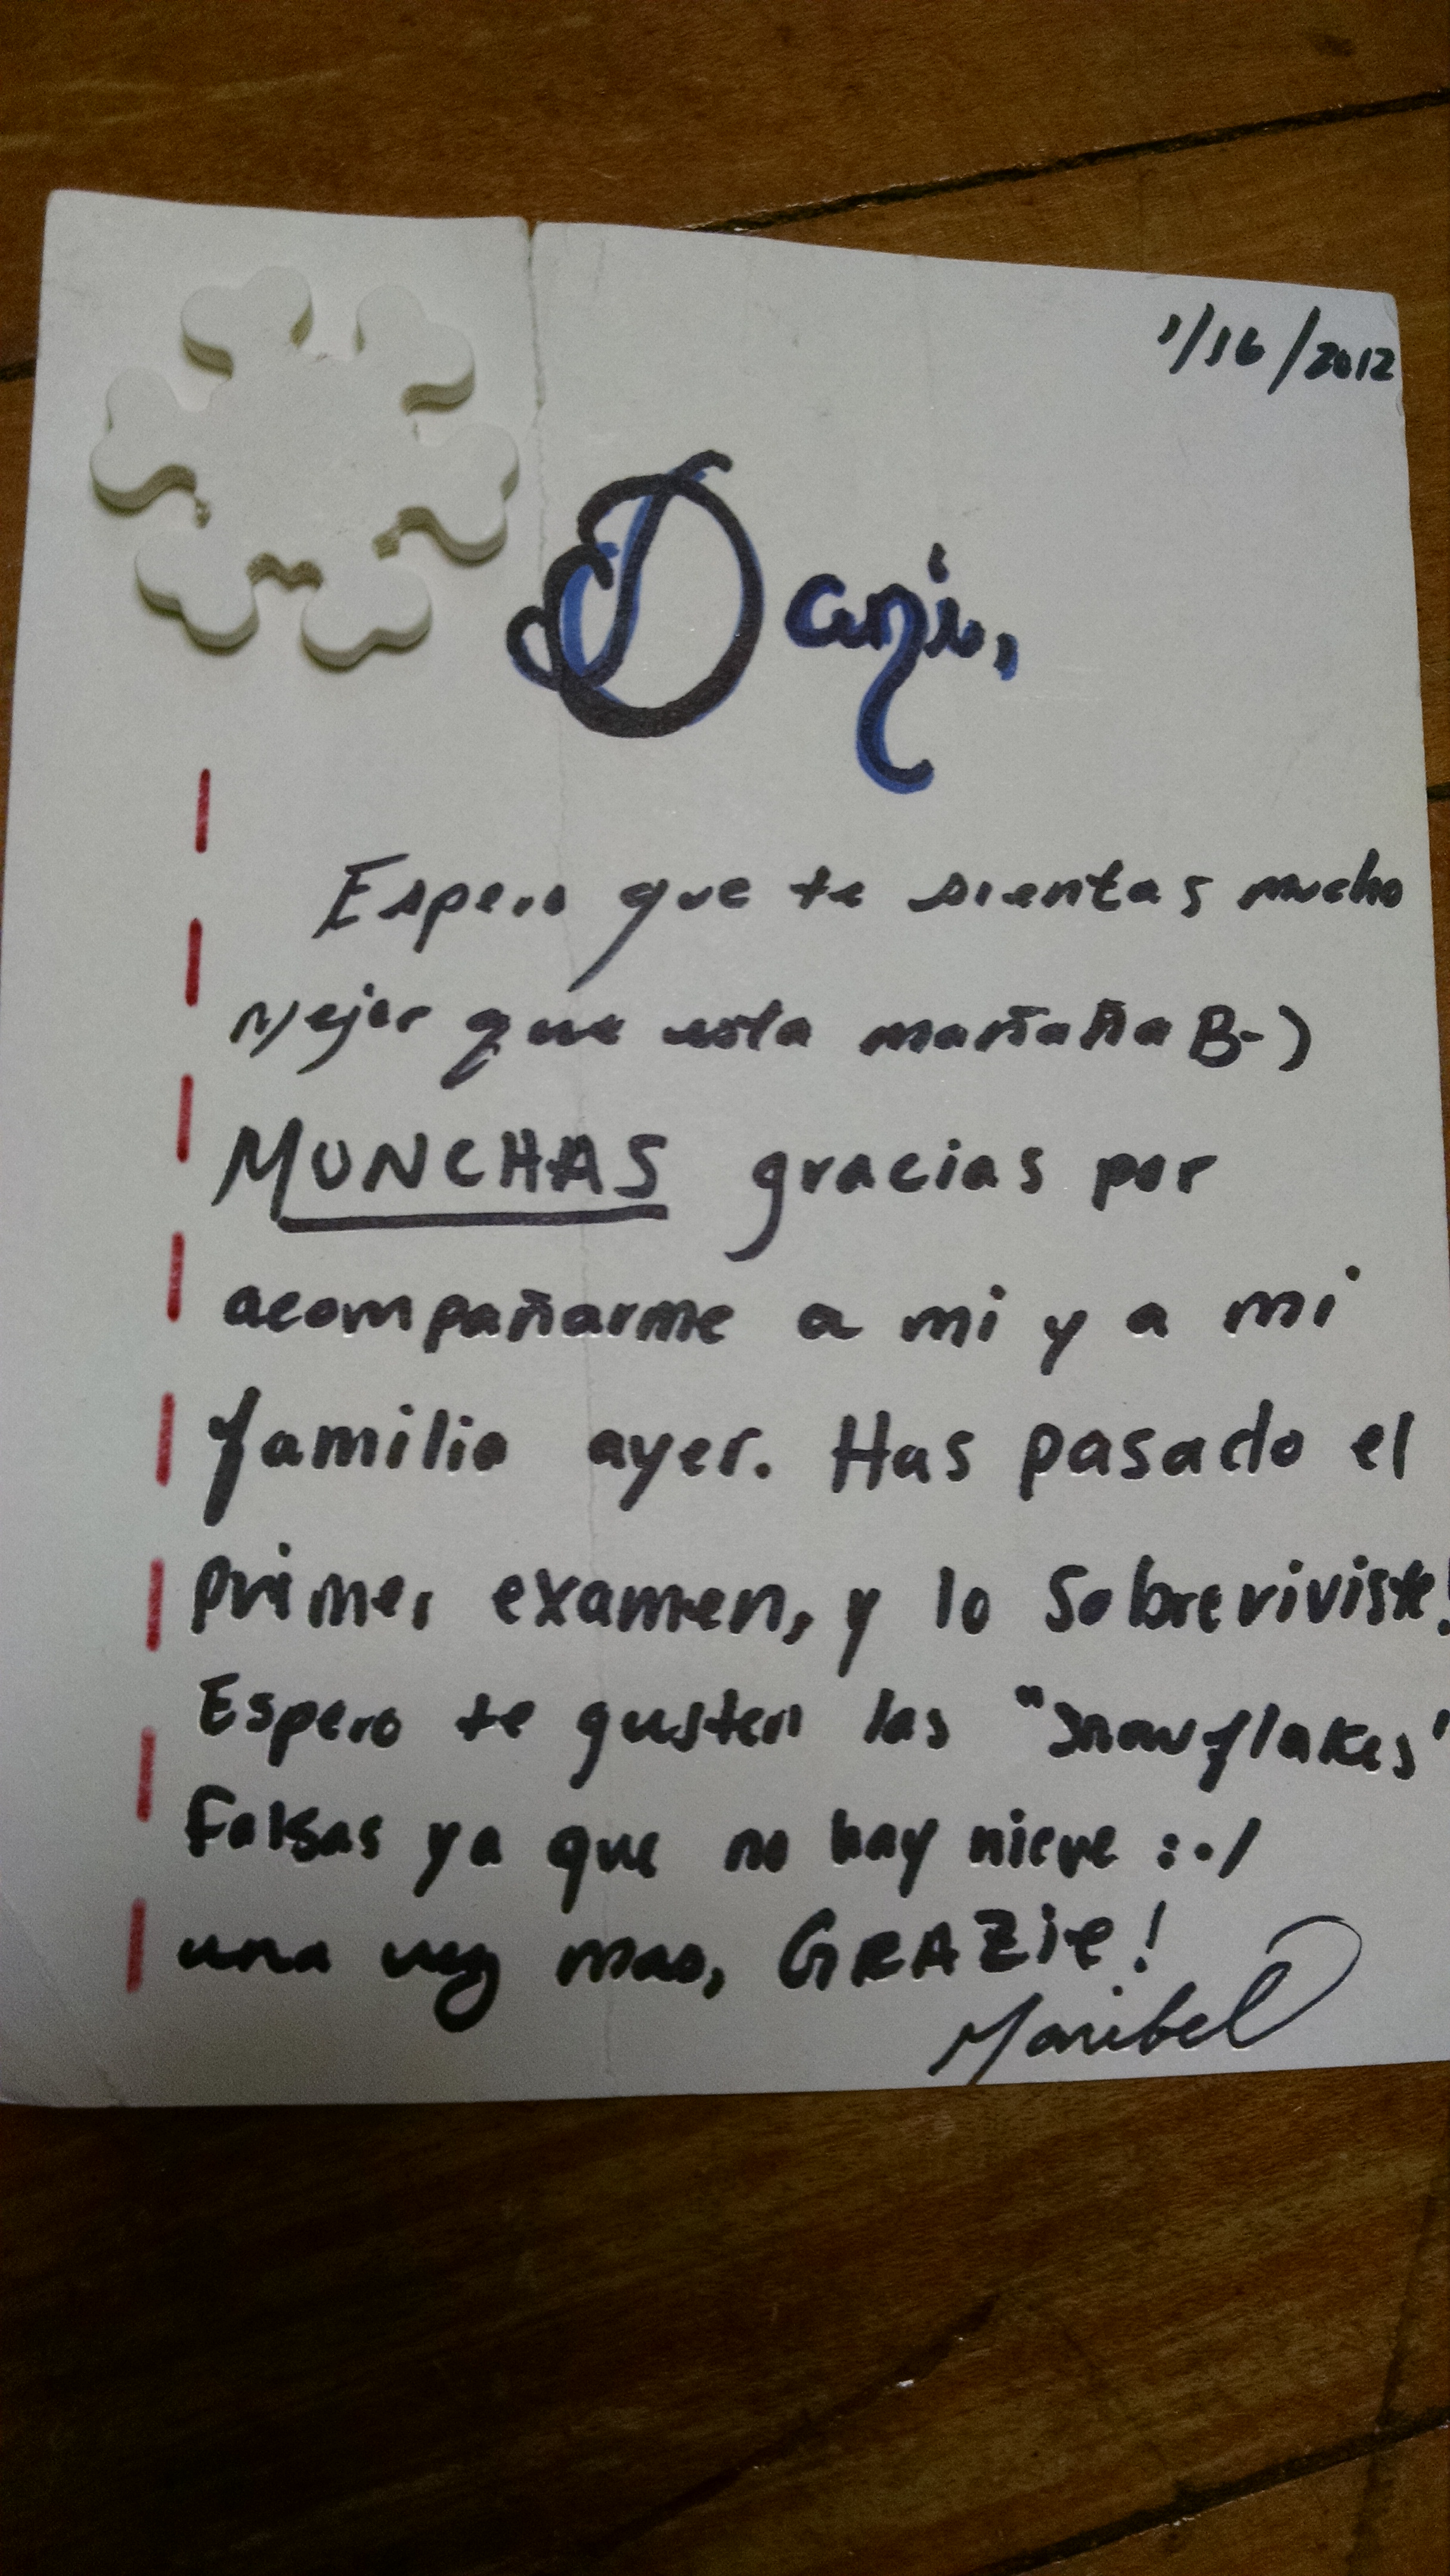 1/16/2012
Dani,
Espero que te sientas mucho
Mejor que esta mañana B-)
MUNCHAS gracias por
acompañarme a mi y a mi
familia ayer. Has pasado el
primer examen, y lo sobreviviste!
Espero te gusten las "snowflakes"
Falsas ya que no hay nieve :-/
una vez mas, GRAZie!
Maribel